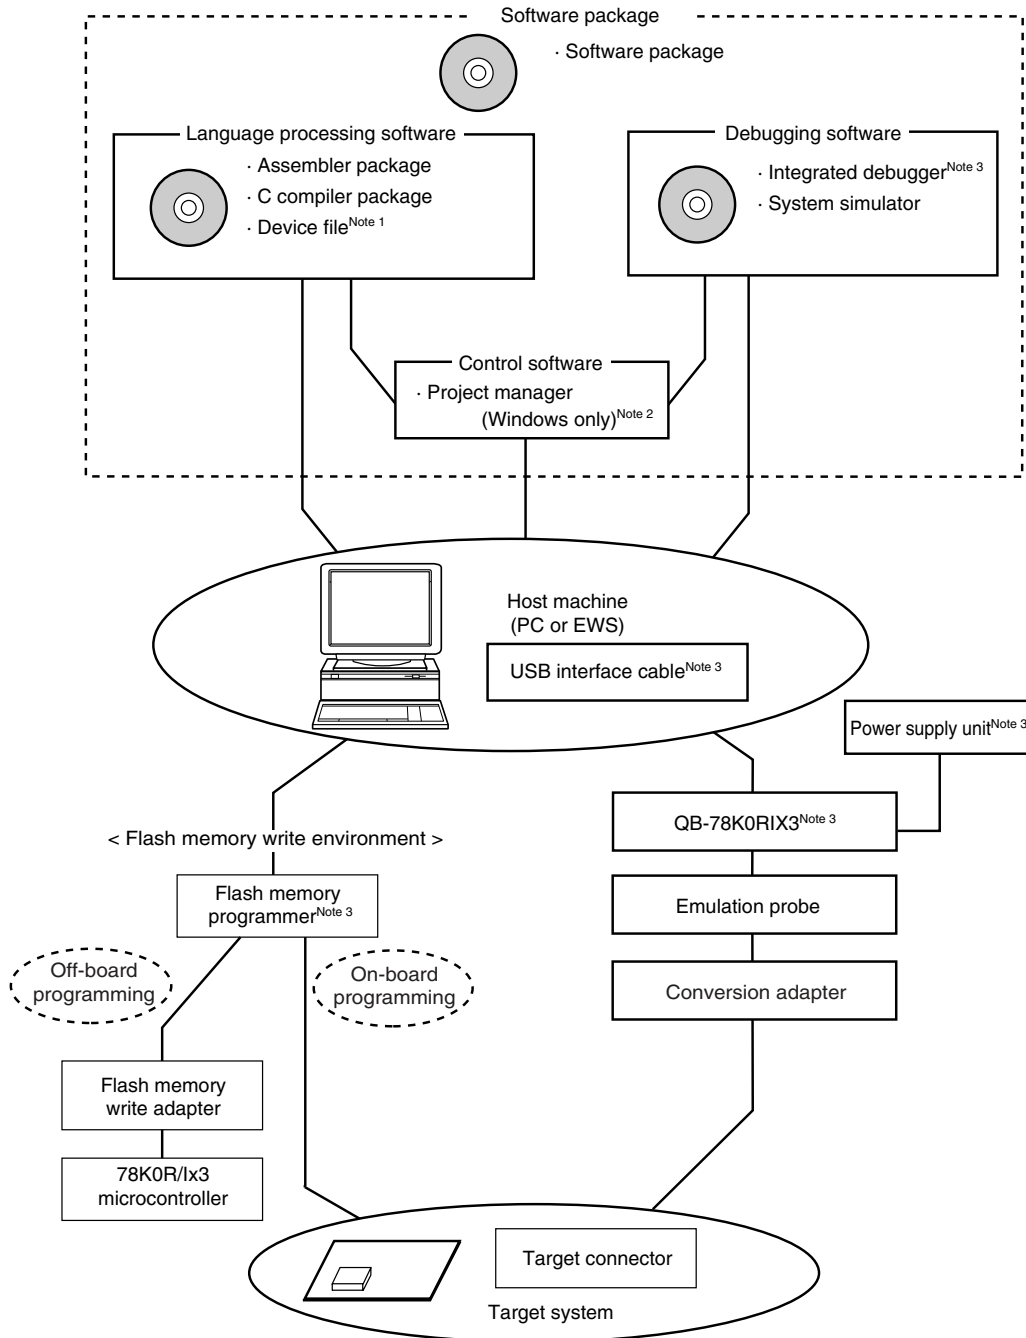 Software package
· Software package
Language processing software
· Assembler package
· C compiler package
· Device fileNote 1
Debugging software
· Integrated debuggerNote 3
· System simulator
Control software
· Project manager
(Windows only)Note 2
Host machine
(PC or EWS)
USB interface cableNote 3
Power supply unitNote 3
QB-78K0RIX3Note 3
< Flash memory write environment >
Flash memory
programmerNote 3
Emulation probe
Off-board
programming
On-board
programming
Conversion adapter
Flash memory
write adapter
78K0R/Ix3
microcontroller
Target connector
Target system